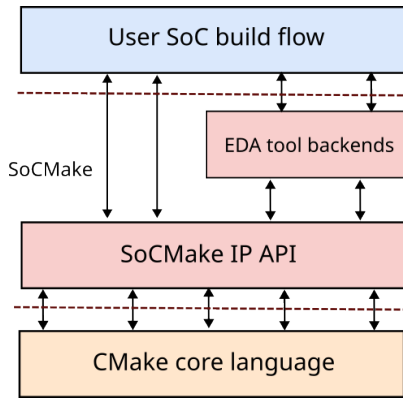 User SoC build flow
EDA tool backends
SoCMake
SoCMake IP API
CMake core language